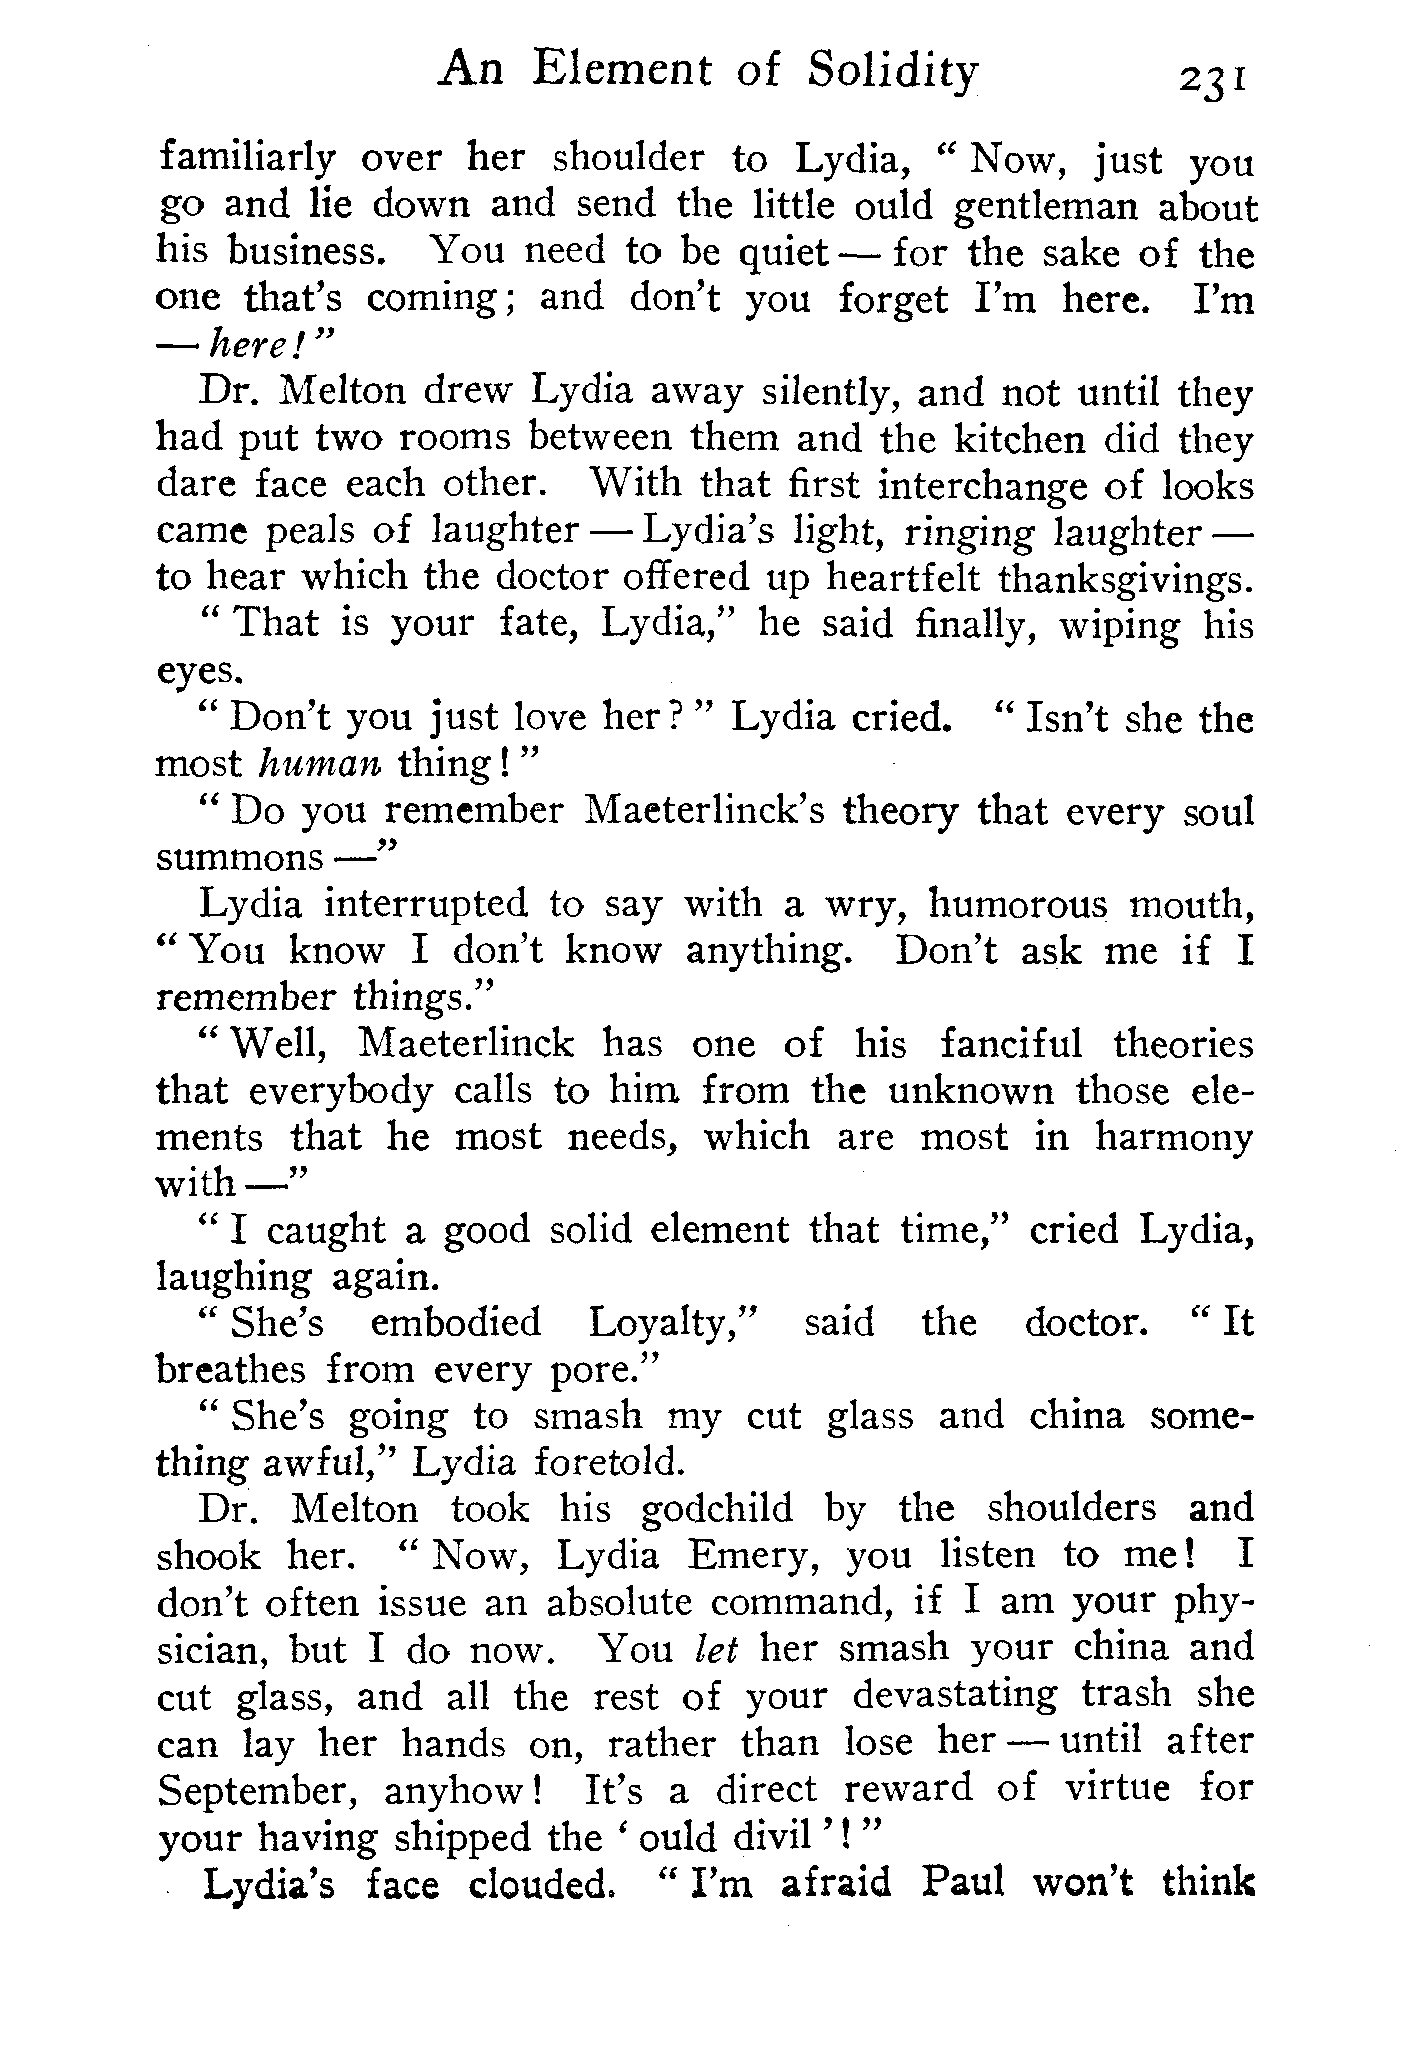 An Element of Solidity 231
familiarly over her shoulder to Lydia, “ Now, just you
go and lie down and send the little ould gentleman about
his business. You need to be quiet — for the sake of the
one that’s coming; and don’t you forget I’m here. I’m
— here! ”
Dr. Melton drew Lydia away silently, and not until they
had put two rooms between them and the kitchen did they
dare face each other. With that first interchange of looks
came peals of laughter — Lydia’s light, ringing laughter —
to hear which the doctor offered up heartfelt thanksgivings.
“ That is your fate, Lydia,” he said finally, wiping his
eyes.
“ Don’t you just love her? ” Lydia cried. “ Isn’t she the
most human thing! ”
“ Do you remember Maeterlinck’s theory that every soul
summons —”
Lydia interrupted to say with a wry, humorous mouth,
“ You know I don’t know anything. Don’t ask me if I
remember things.”
“ Well, Maeterlinck has one of his fanciful theories
that everybody calls to him from the unknown those ele-
ments that he most needs, which are most in harmony
with —”
“ I caught a good solid element that time,” cried Lydia,
laughing again.
“ She’s embodied Loyalty,” said the doctor. “ It
breathes from every pore.”
“ She’s going to smash my cut glass and china some-
thing awful,” Lydia foretold.
Dr. Melton took his godchild by the shoulders and
shook her. “ Now, Lydia Emery, you listen to me! I
don’t often issue an absolute command, if I am your phy-
sician, but I do now. You let her smash your china and
cut glass, and all the rest of your devastating trash she
can lay her hands on, rather than lose her — until after
September, anyhow! It’s a direct reward of virtue for
your having shipped the ‘ ould divil ’! ”
Lydia’s face clouded. “ I’m afraid Paul won’t think